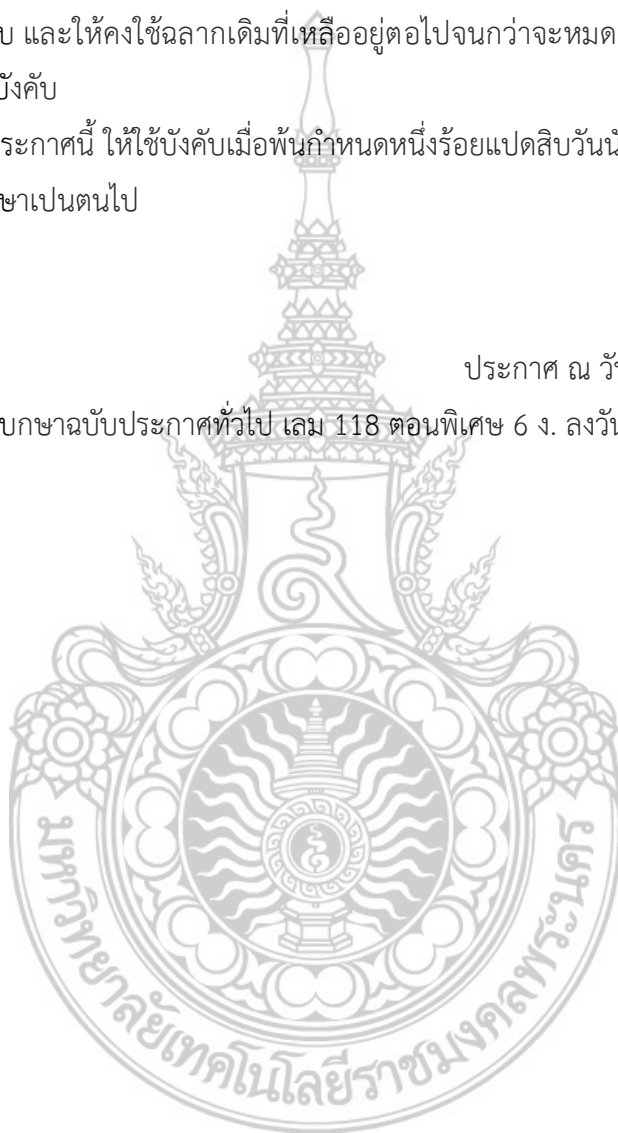 บ และให้คงใช้ฉลากเดิมที่เหลืออยู่ตอไปจนกว่าจะหมด
บังคับ
ระกาศนี้ ให้ใช้บังคับเมื่อพ้นกำหนดหนึ่งร้อยแปดสิบวันนั
ษาเปนตนไป
ประกาศ ณ วัน
บกษาฉบับประกาศทั่วไป เลม 118 ตอนพิเศษ 6 ง. ลงวัน
มหาวิทยาลัยเทคโนโลยีราชมงคลพระนคร